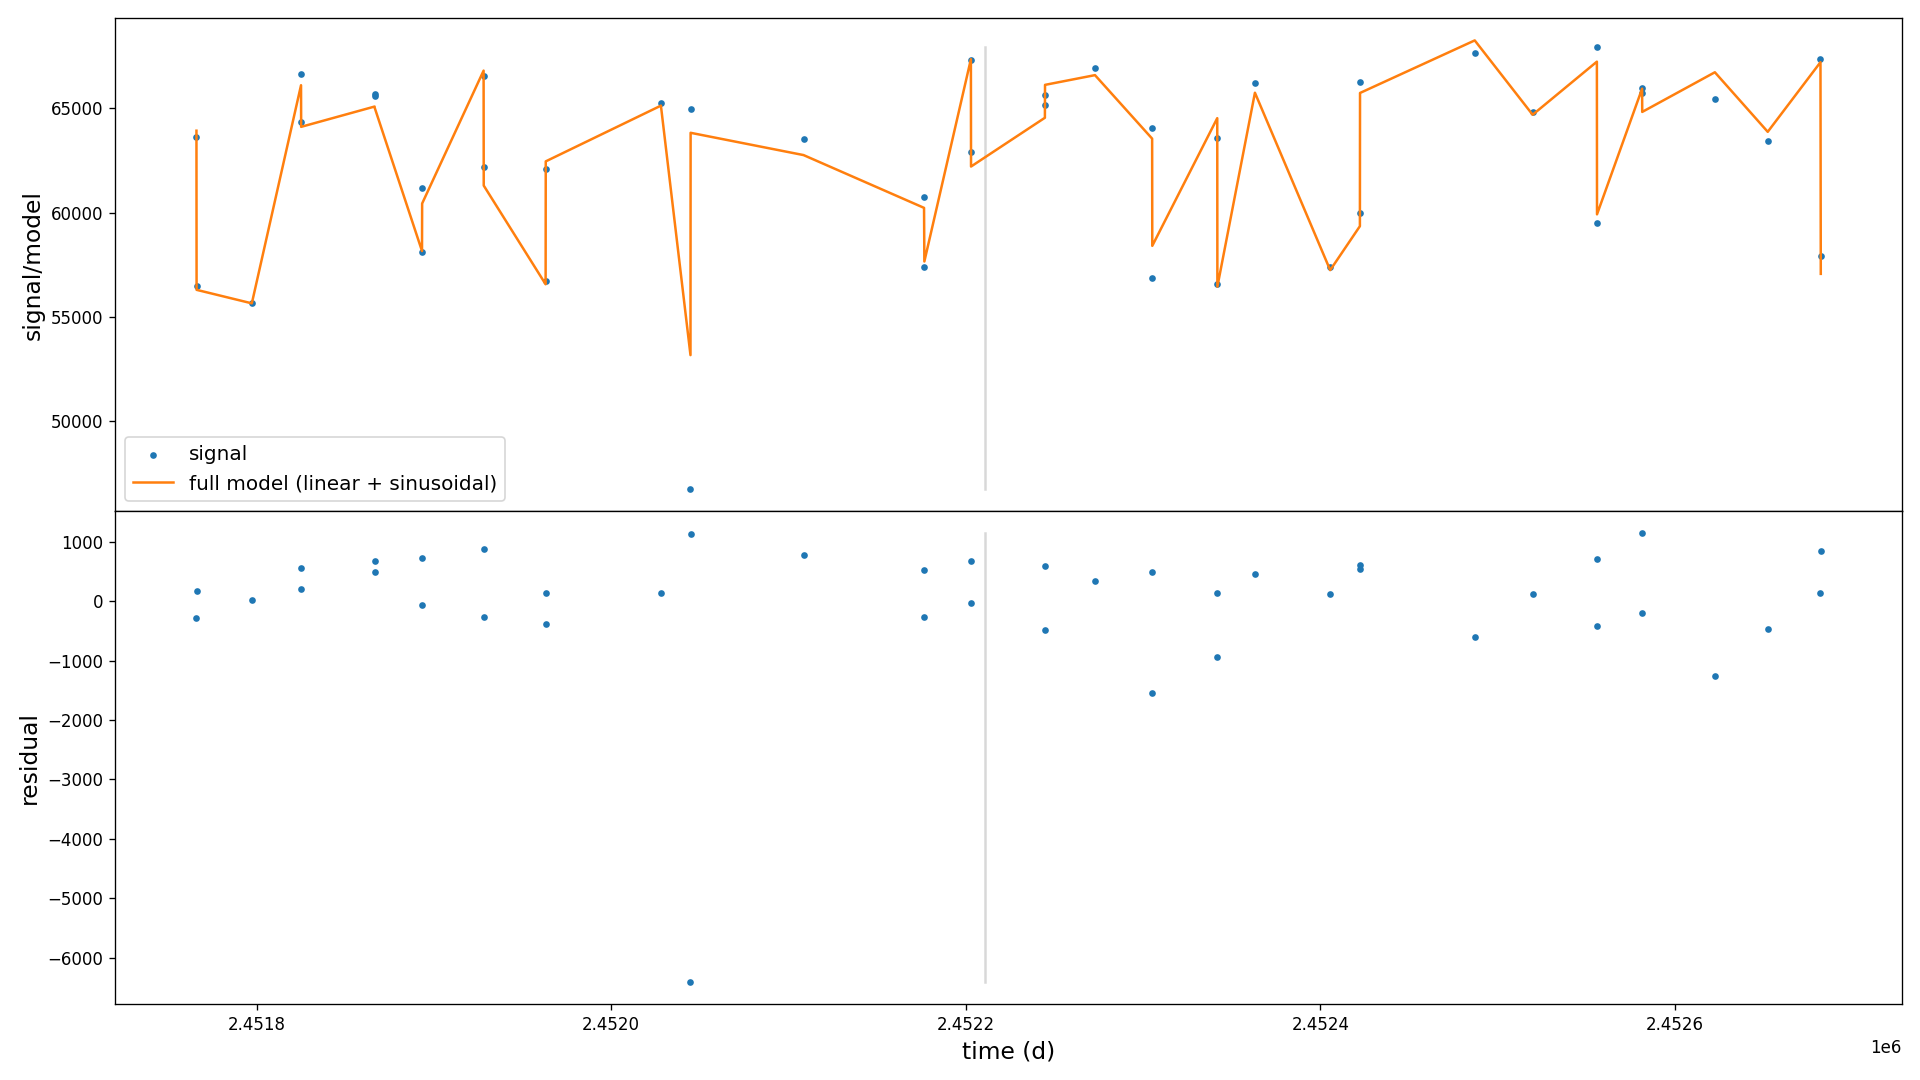 signal/model
65000
60000
55000
50000
signal
full model (linear + sinusoidal)
residual
1000
0
−1000
−2000
−3000
−4000
−5000
−6000
2.4518
2.4520
2.4522
2.4524
2.4526
time (d)
1e6